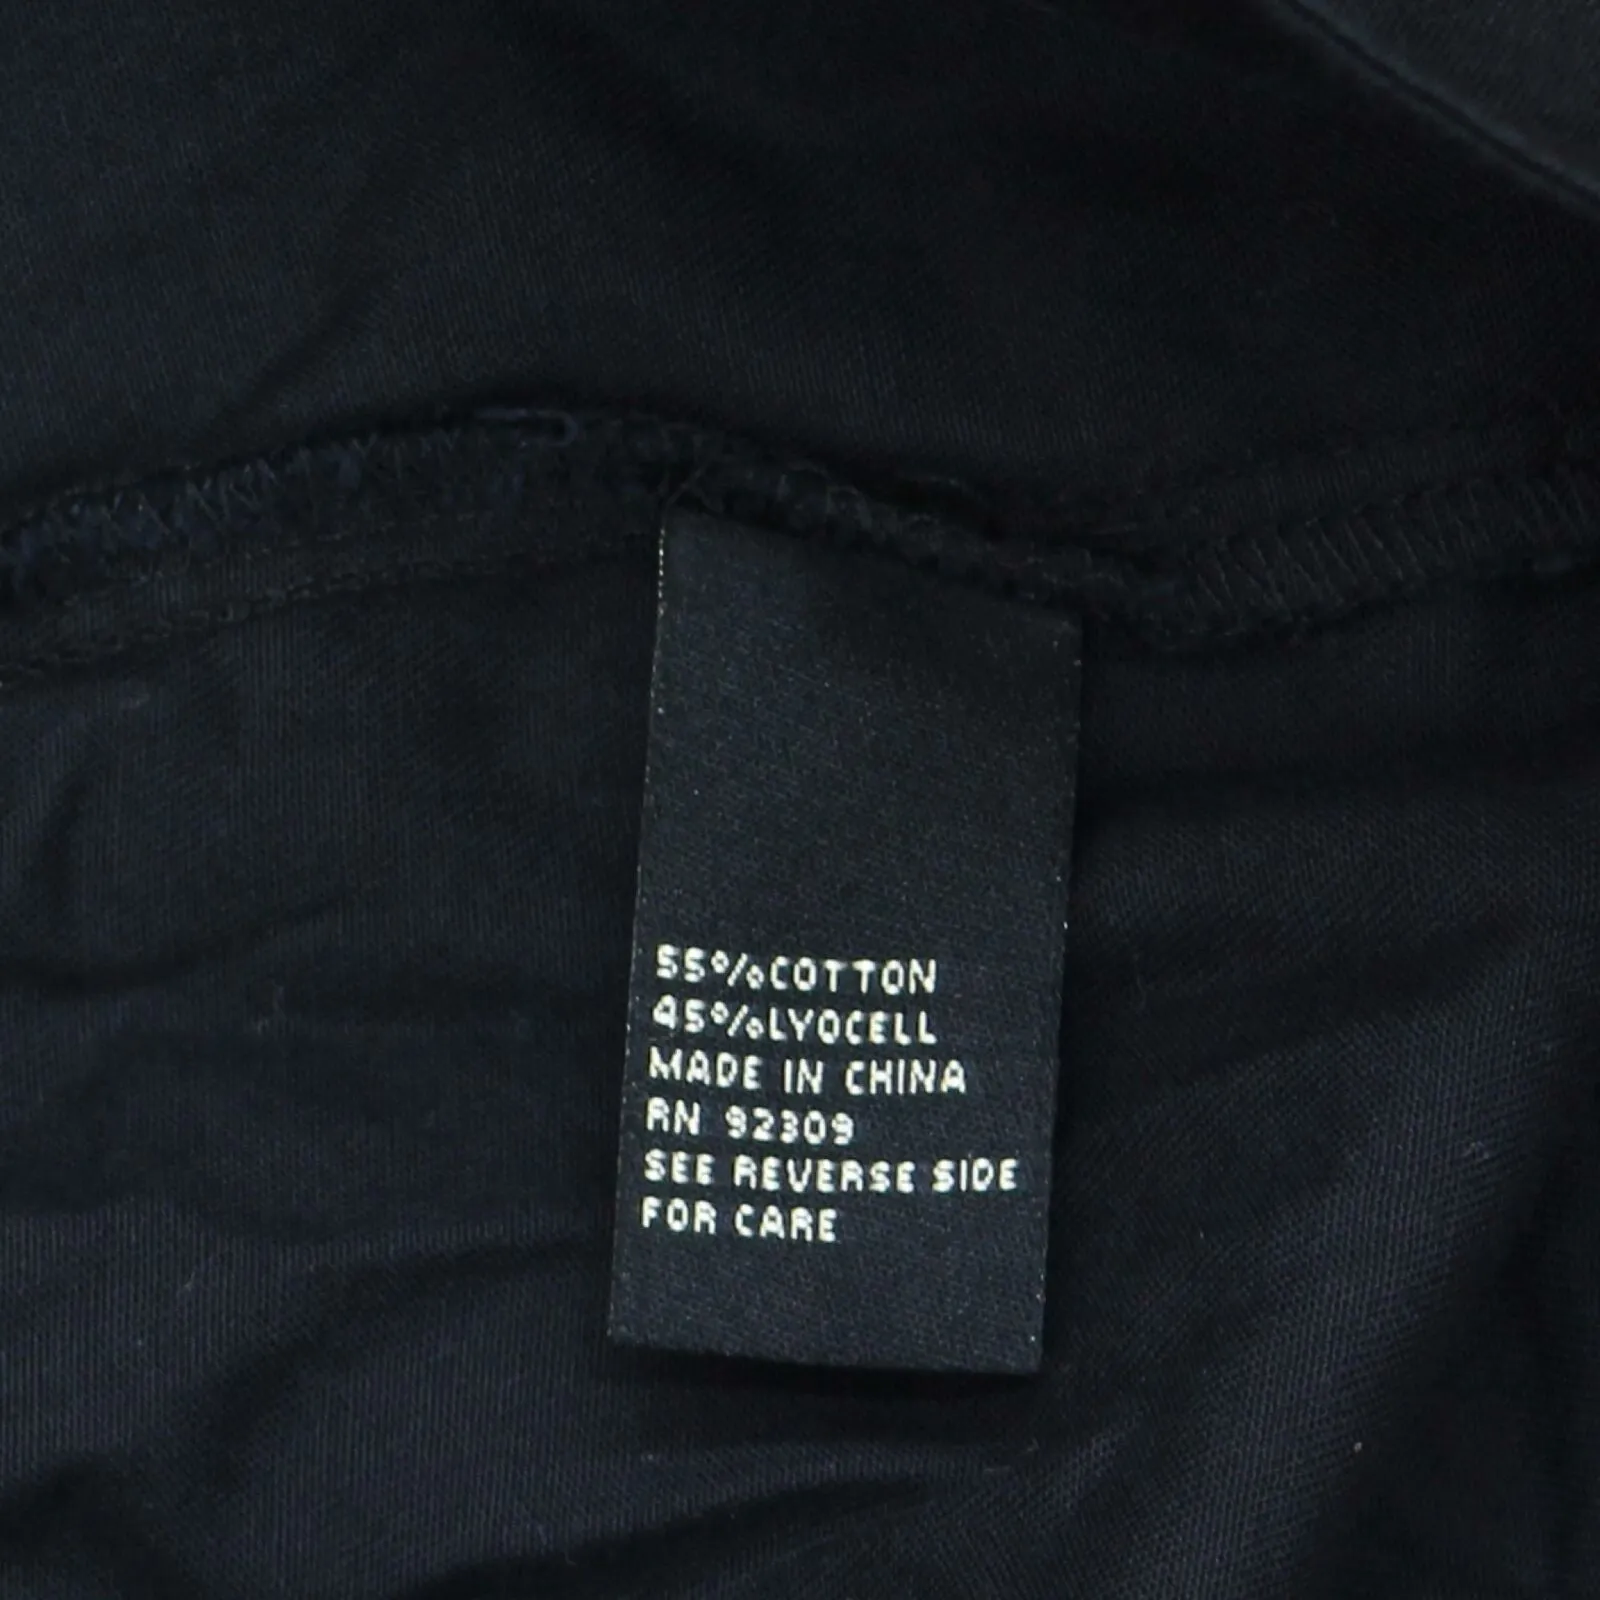 55%COTTON
45%LYOCELL
MADE IN CHINA
RN 92309
SEE REVERSE SIDE
FOR CARE